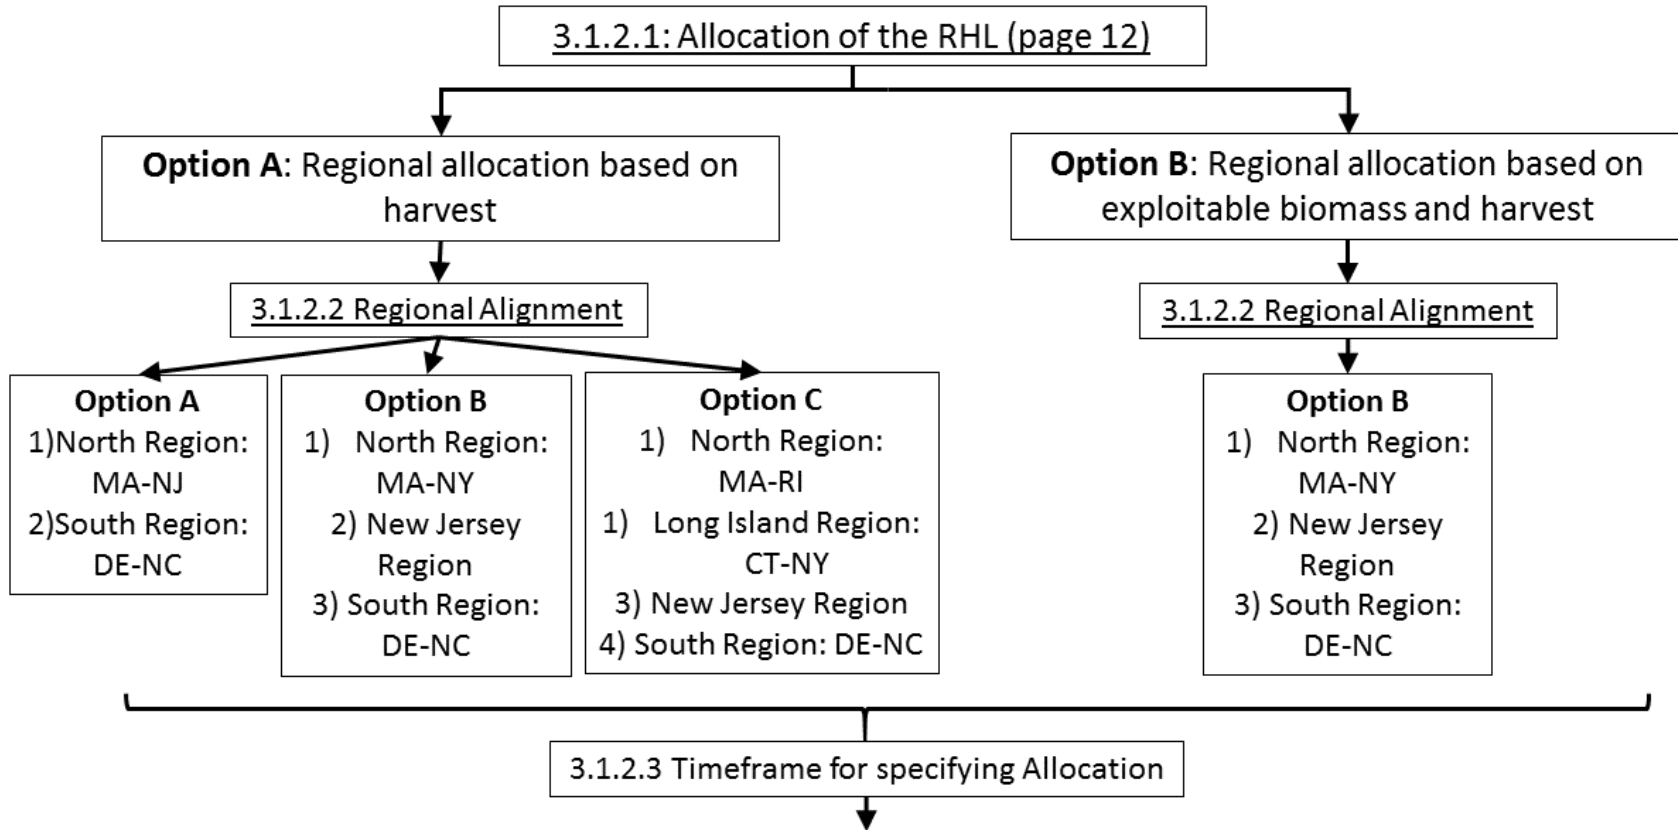 3.1.2.1: Allocation of the RHL (page 12)
Option A: Regional allocation based on
harvest
Option B: Regional allocation based on
exploitable biomass and harvest
3.1.2.2 Regional Alignment
3.1.2.2 Regional Alignment
Option A
1)North Region:
MA-NJ
2)South Region:
DE-NC
Option B
1) North Region:
MA-NY
2) New Jersey
Region
3) South Region:
DE-NC
Option C
1) North Region:
MA-RI
1) Long Island Region:
CT-NY
3) New Jersey Region
4) South Region: DE-NC
Option B
1) North Region:
MA-NY
2) New Jersey
Region
3) South Region:
DE-NC
3.1.2.3 Timeframe for specifying Allocation